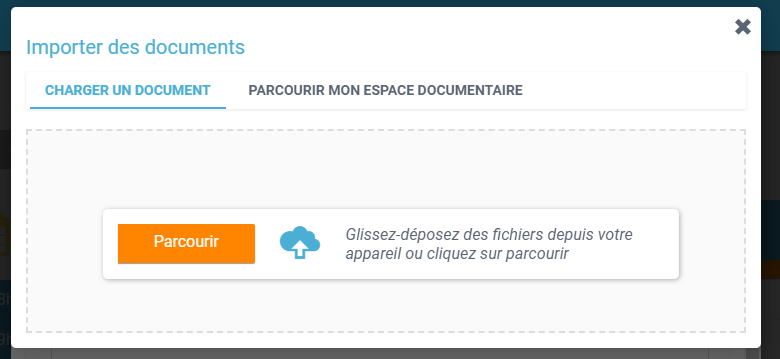 Importer des documents
CHARGER UN DOCUMENT PARCOURIR MON ESPACE DOCUMENTAIRE
Parcourir
Glissez-déposez des fichiers depuis votre
appareil ou cliquez sur parcourir